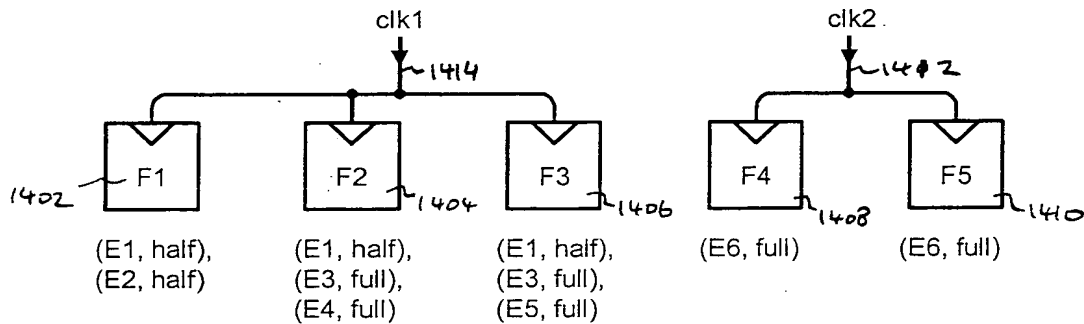 clk1
clk2
1414
1412
F1
F2
F3
F4
F5
1402
1404
1406
1408
1410
(E1, half),
(E2, half)
(E1, half),
(E3, full),
(E4, full)
(E1, half),
(E3, full),
(E5, full)
(E6, full)
(E6, full)